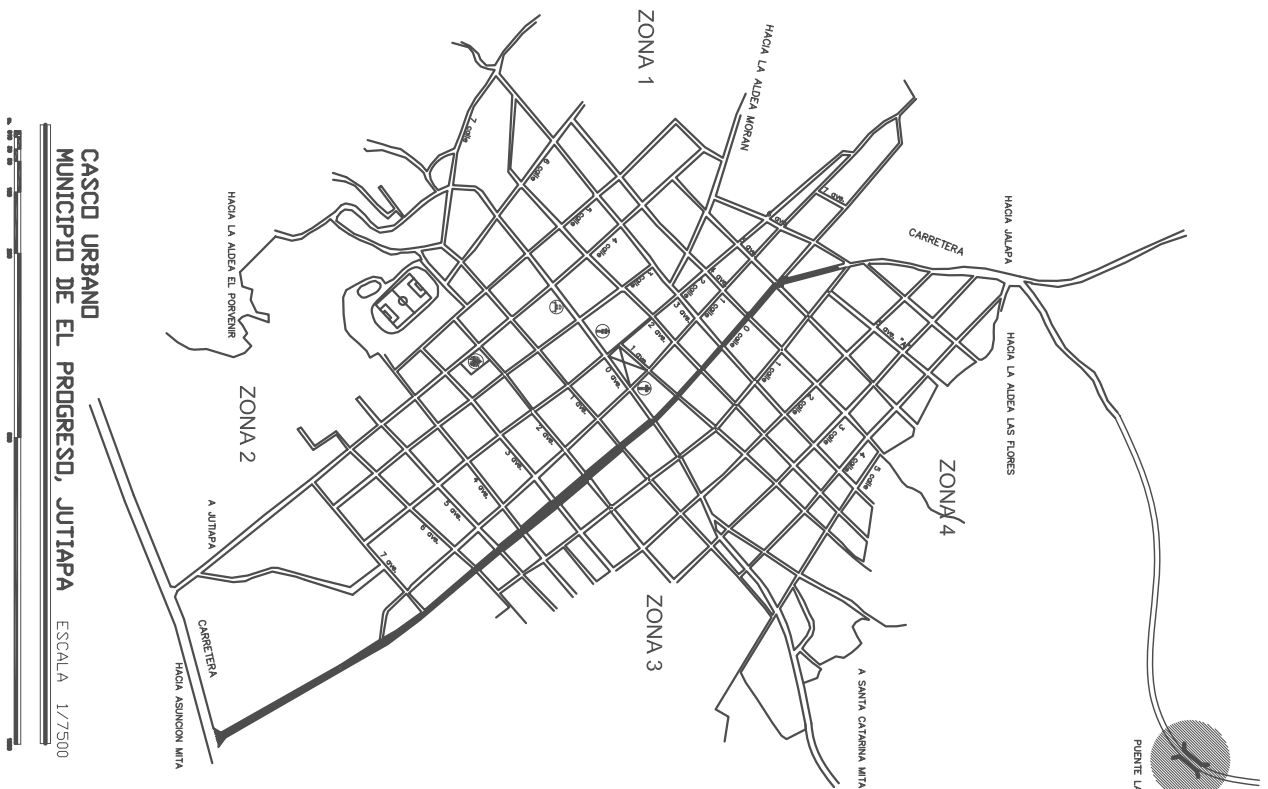 ZONA 1
HACIA LA ALDEA MORAN
7 calle
6 calle
5 calle
4 calle
3 calle
2 calle
1 calle
0 calle
7 ave.
3 ave.
2 ave.
1 ave.
0 ave.
CARRETERA
HACIA JALAPA
HACIA LA ALDEA LAS FLORES
ZONA 4
1 calle
2 calle
3 calle
4 calle
5 calle
1 ave.
2 ave.
3 ave.
4 ave.
5 ave.
6 ave.
7 ave.
HACIA LA ALDEA EL PORVENIR
ZONA 2
ZONA 3
A JUTIAPA
CARRETERA
HACIA ASUNCION MITA
A SANTA CATARINA MITA
PUENTE LA
CASCO URBANO
MUNICIPIO DE EL PROGRESO, JUTIAPA ESCALA 1/7500